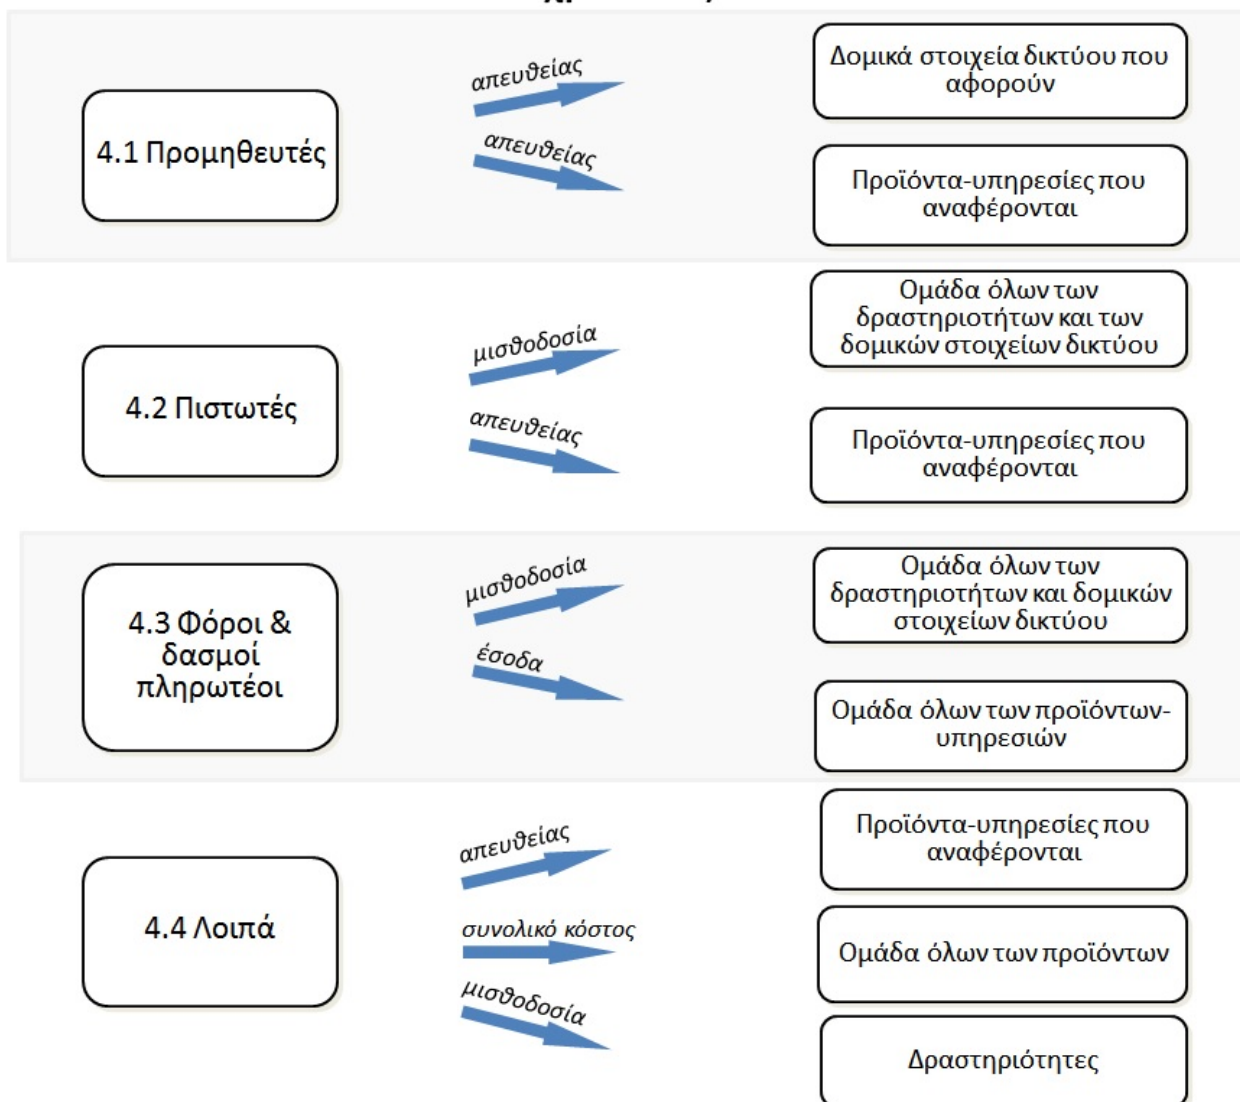 απευθείας
Δομικά στοιχεία δικτύου που
αφορούν
4.1 Προμηθευτές
απευθείας
Προϊόντα-υπηρεσίες που
αναφέρονται
μισθοδοσία
Ομάδα όλων των
δραστηριοτήτων και των
δομικών στοιχείων δικτύου
4.2 Πιστωτές
απευθείας
Προϊόντα-υπηρεσίες που
αναφέρονται
μισθοδοσία
Ομάδα όλων των
δραστηριοτήτων και δομικών
στοιχείων δικτύου
4.3 Φόροι &
δασμοί
πληρωτέοι
έσοδα
Ομάδα όλων των προϊόντων-
υπηρεσιών
απευθείας
Προϊόντα-υπηρεσίες που
αναφέρονται
4.4 Λοιπά
συνολικό κόστος
Ομάδα όλων των προϊόντων
μισθοδοσία
Δραστηριότητες